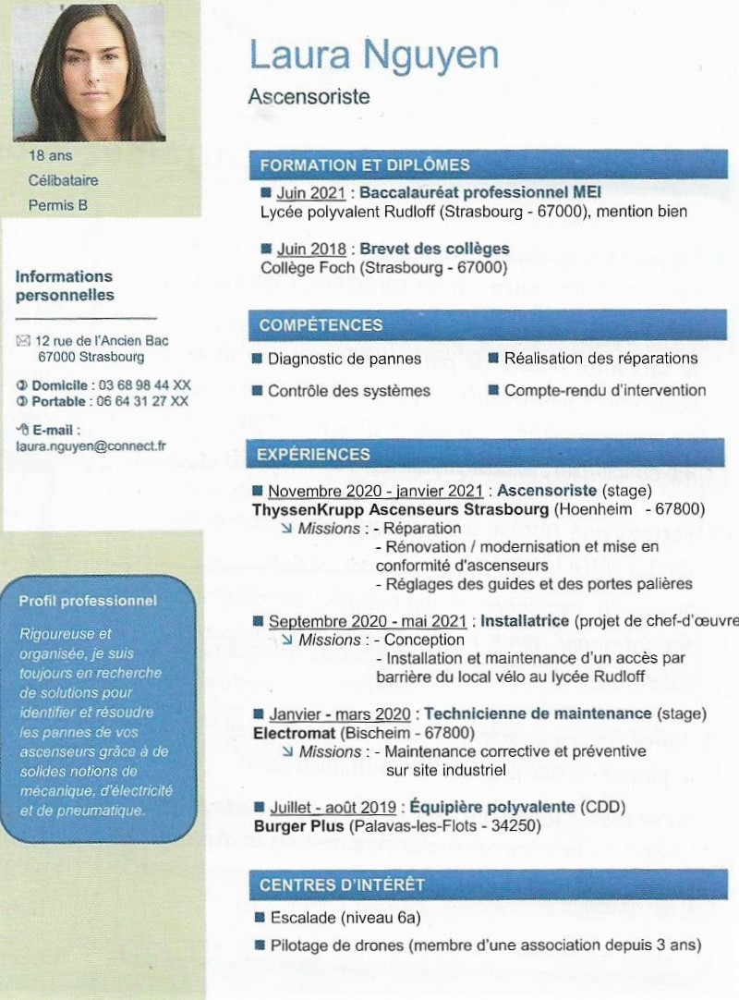 Laura Nguyen
Ascensoriste
18 ans
Célibataire
Permis B
Informations
personnelles
12 rue de l'Ancien Bac
67000 Strasbourg
Domicile : 03 68 98 44 XX
Portable : 06 64 31 27 XX
E-mail :
laura.nguyen@connect.fr
Profil professionnel
Rigoureuse et
organisée, je suis
toujours en recherche
de solutions pour
identifier et résoudre
les pannes de vos
ascenseurs grâce à de
solides notions de
mécanique, d'électricité
et de pneumatique.
FORMATION ET DIPLÔMES
Juin 2021 : Baccalauréat professionnel MEI
Lycée polyvalent Rudloff (Strasbourg - 67000), mention bien
Juin 2018 : Brevet des collèges
Collège Foch (Strasbourg - 67000)
COMPÉTENCES
Diagnostic de pannes
Réalisation des réparations
Contrôle des systèmes
Compte-rendu d'intervention
EXPÉRIENCES
Novembre 2020 - janvier 2021 : Ascensoriste (stage)
ThyssenKrupp Ascenseurs Strasbourg (Hoenheim - 67800)
Missions : - Réparation
- Rénovation / modernisation et mise en
conformité d'ascenseurs
- Réglages des guides et des portes palières
Septembre 2020 - mai 2021 : Installatrice (projet de chef-d'œuvre
Missions : - Conception
- Installation et maintenance d'un accès par
barrière du local vélo au lycée Rudloff
Janvier - mars 2020 : Technicienne de maintenance (stage)
Electromat (Bischeim - 67800)
Missions : - Maintenance corrective et préventive
sur site industriel
Juillet - août 2019 : Équipière polyvalente (CDD)
Burger Plus (Palavas-les-Flots - 34250)
CENTRES D'INTÉRÊT
Escalade (niveau 6a)
Pilotage de drones (membre d'une association depuis 3 ans)